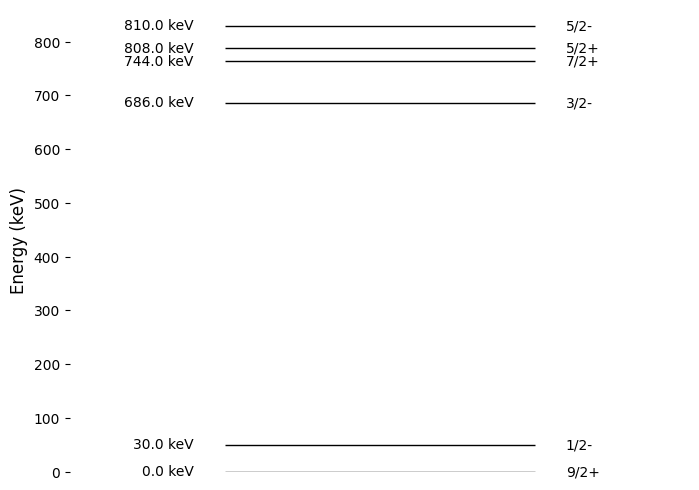 810.0 keV 5/2-
800
808.0 keV 5/2+
744.0 keV 7/2+
700
686.0 keV 3/2-
600
500
Energy (keV)
400
300
200
100
30.0 keV 1/2-
0 0.0 keV 9/2+